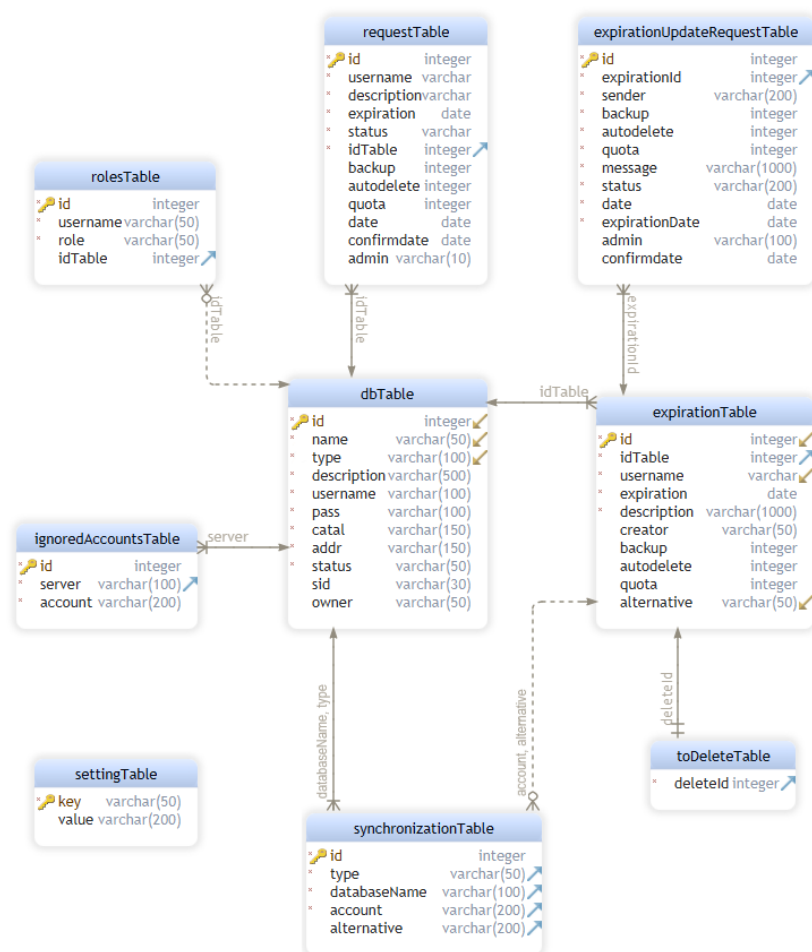 requestTable
id integer
username varchar
description varchar
expiration date
status varchar
idTable integer
backup integer
autodelete integer
quota integer
date date
confirmdate date
admin varchar(10)
expirationUpdateRequestTable
id integer
expirationId integer
sender varchar(200)
backup integer
autodelete integer
quota integer
message varchar(1000)
status varchar(200)
date date
expirationDate date
admin varchar(100)
confirmdate date
rolesTable
id integer
username varchar(50)
role varchar(50)
idTable integer
idTable
idTable
expirationId
dbTable
id integer
name varchar(50)
type varchar(100)
description varchar(500)
username varchar(100)
pass varchar(100)
catal varchar(150)
addr varchar(150)
status varchar(50)
sid varchar(30)
owner varchar(50)
idTable
expirationTable
id integer
idTable integer
username varchar
expiration date
description varchar(1000)
creator varchar(50)
backup integer
autodelete integer
quota integer
alternative varchar(50)
ignoredAccountsTable
id integer
server varchar(100)
account varchar(200)
server
databaseName, type
account, alternative
deleteId
toDeleteTable
deleteId integer
settingTable
key varchar(50)
value varchar(200)
synchronizationTable
id integer
type varchar(50)
databaseName varchar(100)
account varchar(200)
alternative varchar(200)